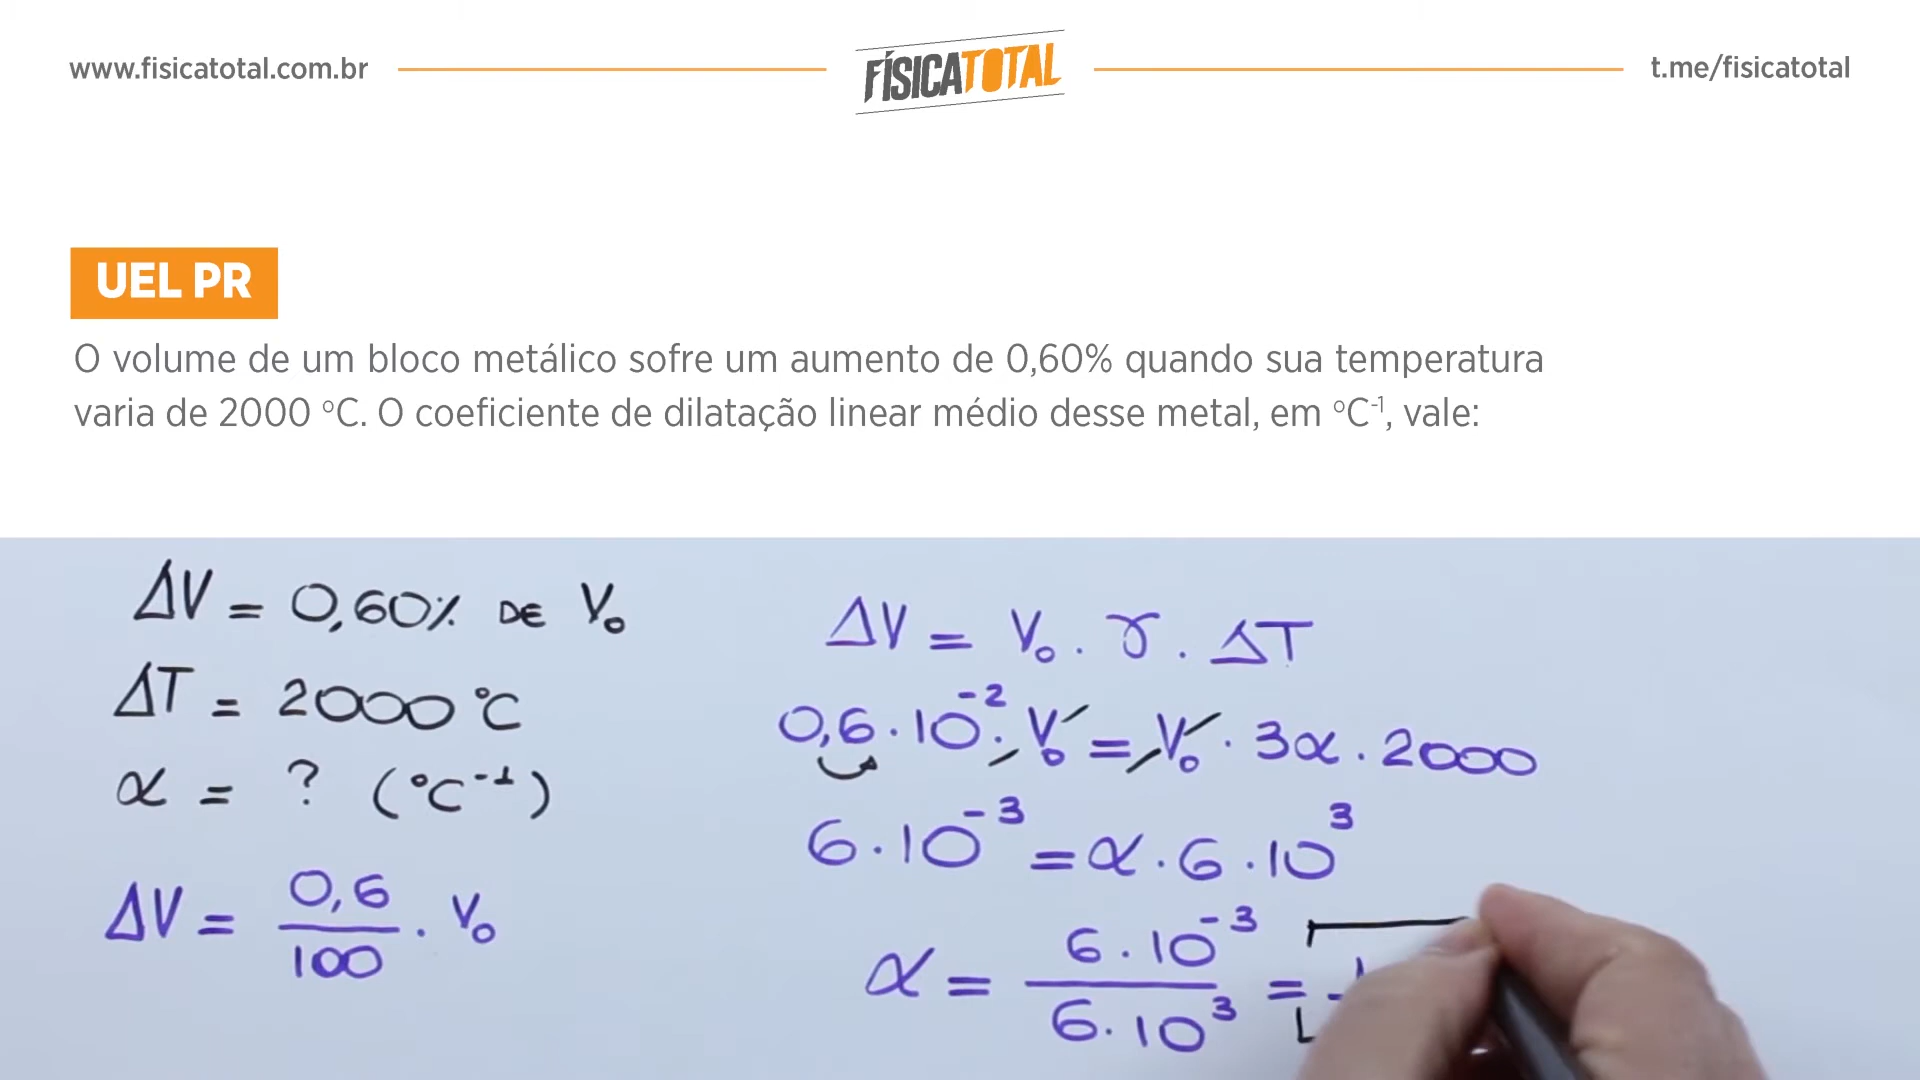 www.fisicatotal.com.br
FÍSICATOTAL
t.me/fisicatotal
UEL PR
O volume de um bloco metálico sofre um aumento de 0,60% quando sua temperatura
varia de 2000 °C. O coeficiente de dilatação linear médio desse metal, em °C⁻¹, vale:
ΔV = 0,60% DE V₀
ΔT = 2000 °C
α = ? (°C⁻¹)
ΔV = 0,6/100 · V₀
ΔV = V₀ · γ · ΔT
0,6 · 10⁻² · V₀ = V₀ · 3α · 2000
6 · 10⁻³ = α · 6 · 10³
α = 6 · 10⁻³ / 6 · 10³ =